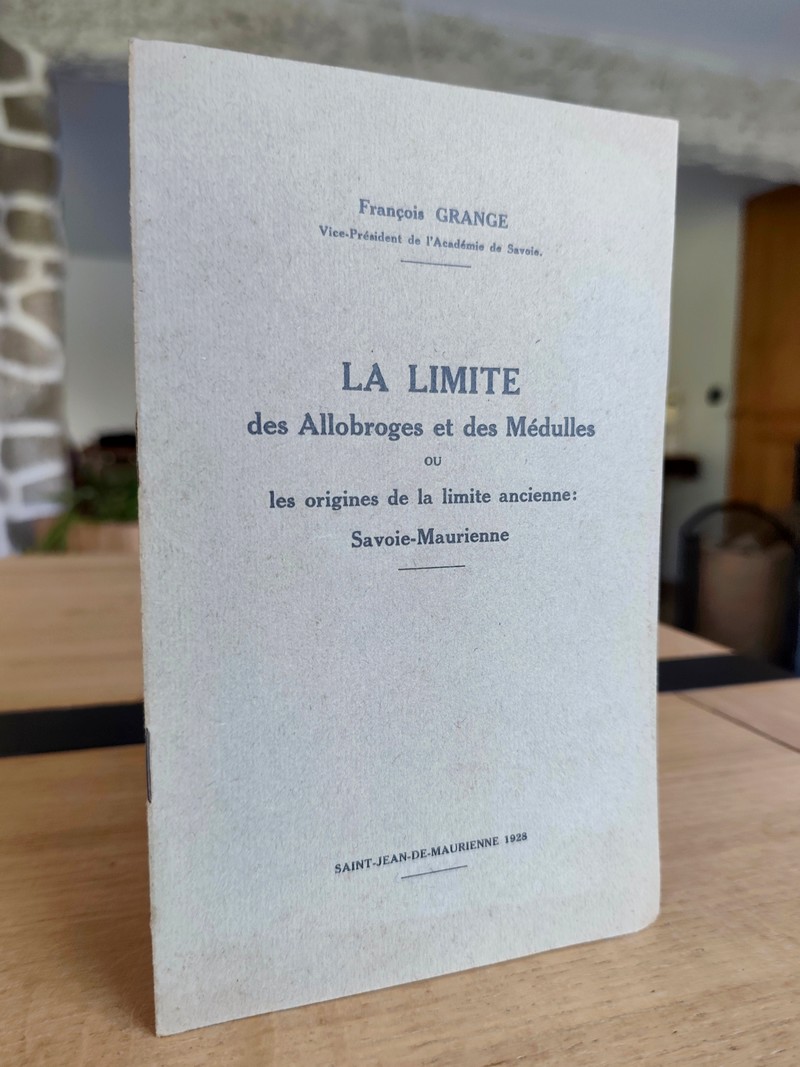 François GRANGE
Vice-Président de l'Académie de Savoie.
LA LIMITE
des Allobroges et des Médulles
OU
les origines de la limite ancienne:
Savoie-Maurienne
SAINT-JEAN-DE-MAURIENNE 1928